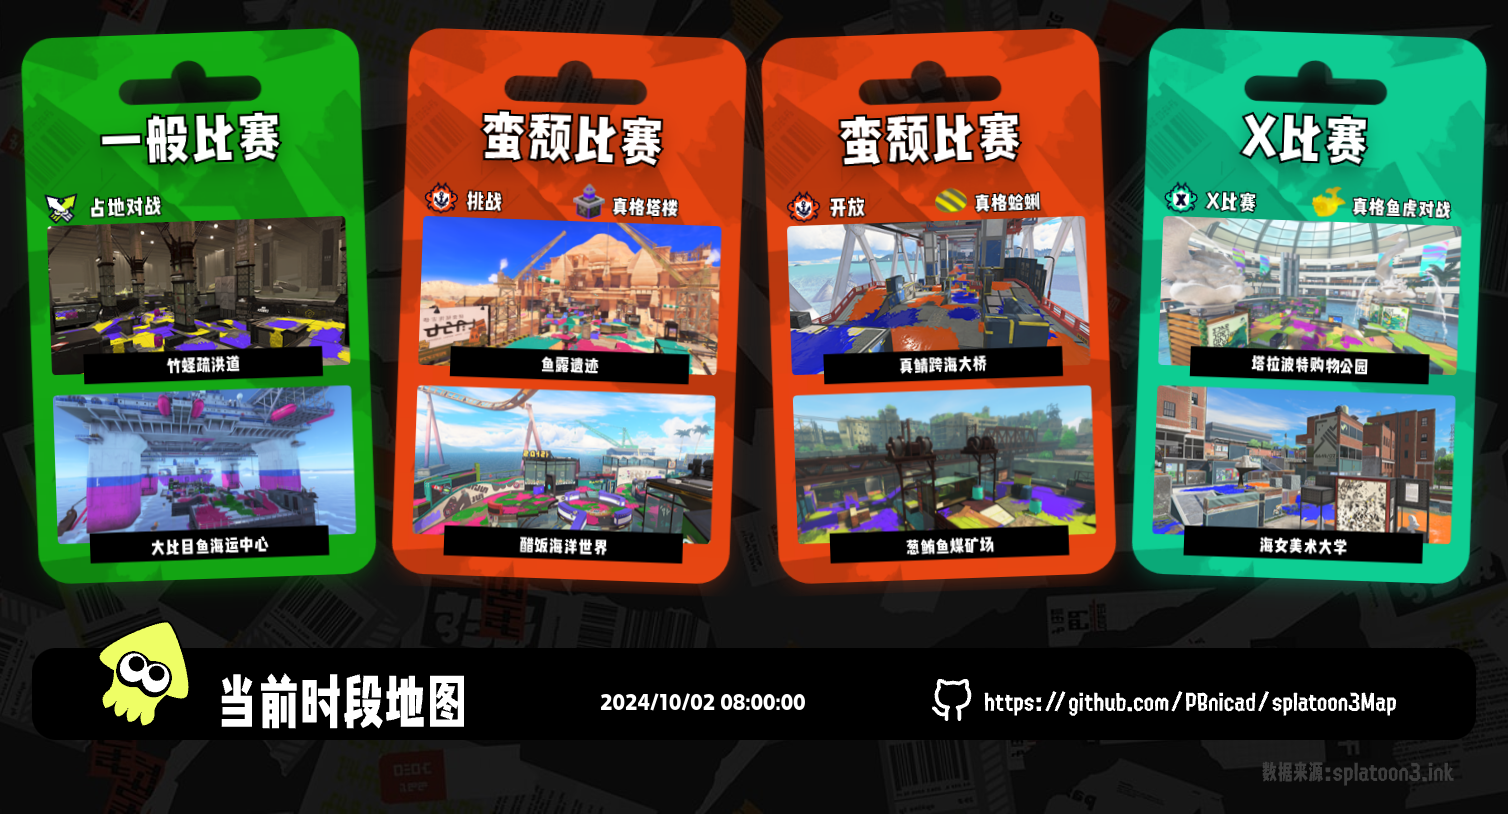 一般比赛
占地对战
竹蛏疏洪道
大比目鱼海运中心
蛮颓比赛
挑战
真格塔楼
鱼露遗迹
醋饭海洋世界
蛮颓比赛
开放
真格蛤蜊
真鲷跨海大桥
葱鲔鱼煤矿场
X比赛
X比赛
真格鱼虎对战
塔拉波特购物公园
海女美术大学
当前时段地图
2024/10/02 08:00:00
https://github.com/PBnicad/splatoon3Map
数据来源:splatoon3.ink